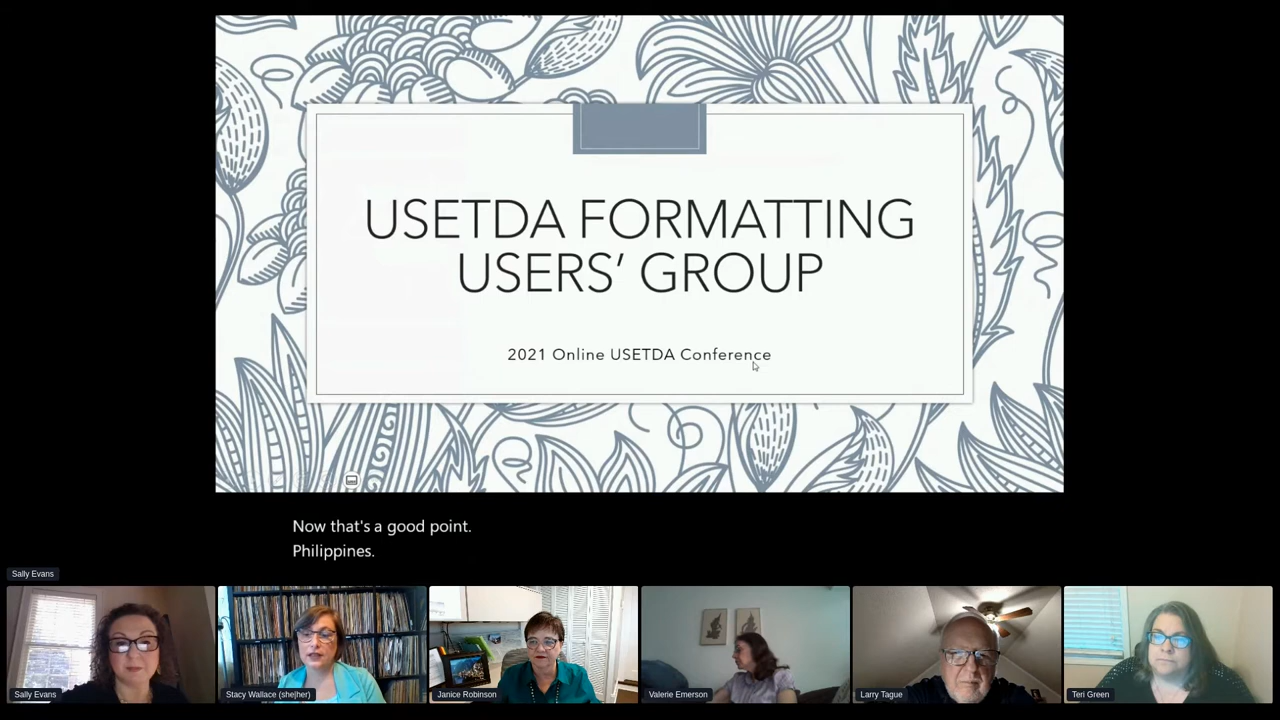 USETDA FORMATTING
USERS’ GROUP
2021 Online USETDA Conference
Now that's a good point.
Philippines.
Sally Evans
Sally Evans
Stacy Wallace (she|her)
Janice Robinson
Valerie Emerson
Larry Tague
Teri Green